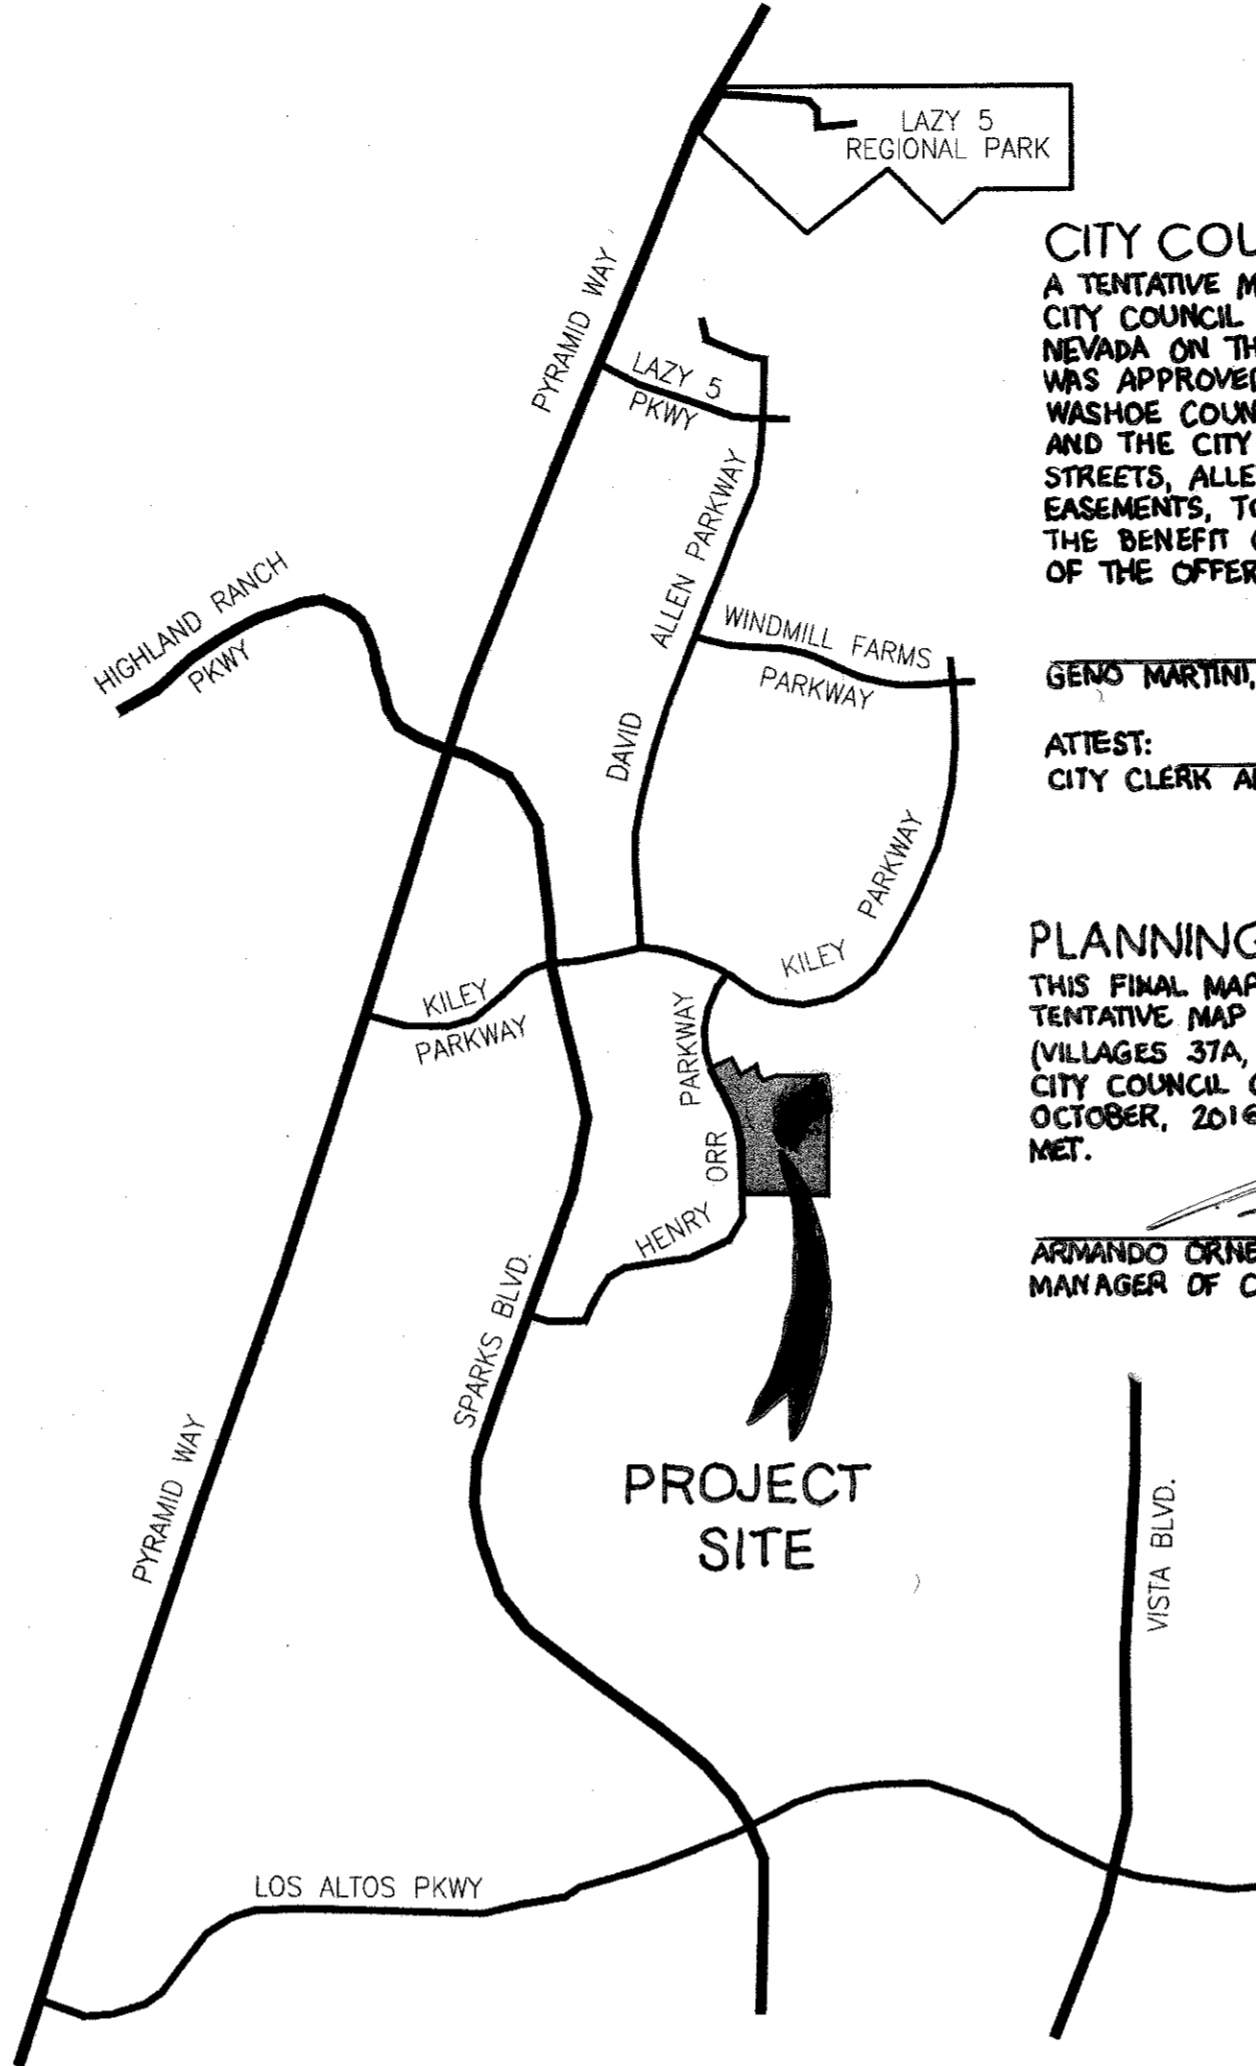 LAZY 5
REGIONAL PARK
PYRAMID WAY
LAZY 5
PKWY
ALLEN PARKWAY
DAVID
WINDMILL FARMS
PARKWAY
HIGHLAND RANCH
PKWY
KILEY
PARKWAY
KILEY
PARKWAY
HENRY
ORR
PARKWAY
SPARKS BLVD.
PYRAMID WAY
PROJECT
SITE
VISTA BLVD.
LOS ALTOS PKWY
CITY COU
A TENTATIVE M
CITY COUNCIL
NEVADA ON TH
WAS APPROVED
WASHOE COUN
AND THE CITY
STREETS, ALLE
EASEMENTS, TO
THE BENEFIT
OF THE OFFER
GENO MARTINI,
ATTEST:
CITY CLERK A
PLANNING
THIS FINAL MAP
TENTATIVE MAP
(VILLAGES 37A,
CITY COUNCIL
OCTOBER, 2016
MET.
ARMANDO ORNE
MANAGER OF C